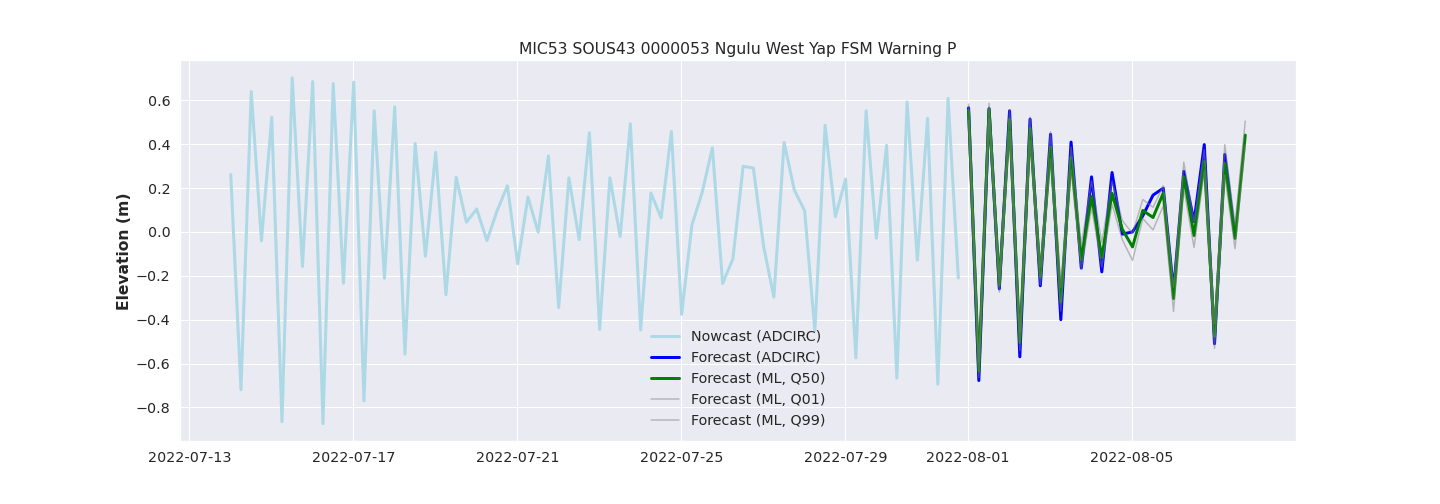 MIC53 SOUS43 0000053 Ngulu West Yap FSM Warning P
Elevation (m)
0.6
0.4
0.2
0.0
−0.2
−0.4
−0.6
−0.8
Nowcast (ADCIRC)
Forecast (ADCIRC)
Forecast (ML, Q50)
Forecast (ML, Q01)
Forecast (ML, Q99)
2022-07-13
2022-07-17
2022-07-21
2022-07-25
2022-07-29
2022-08-01
2022-08-05